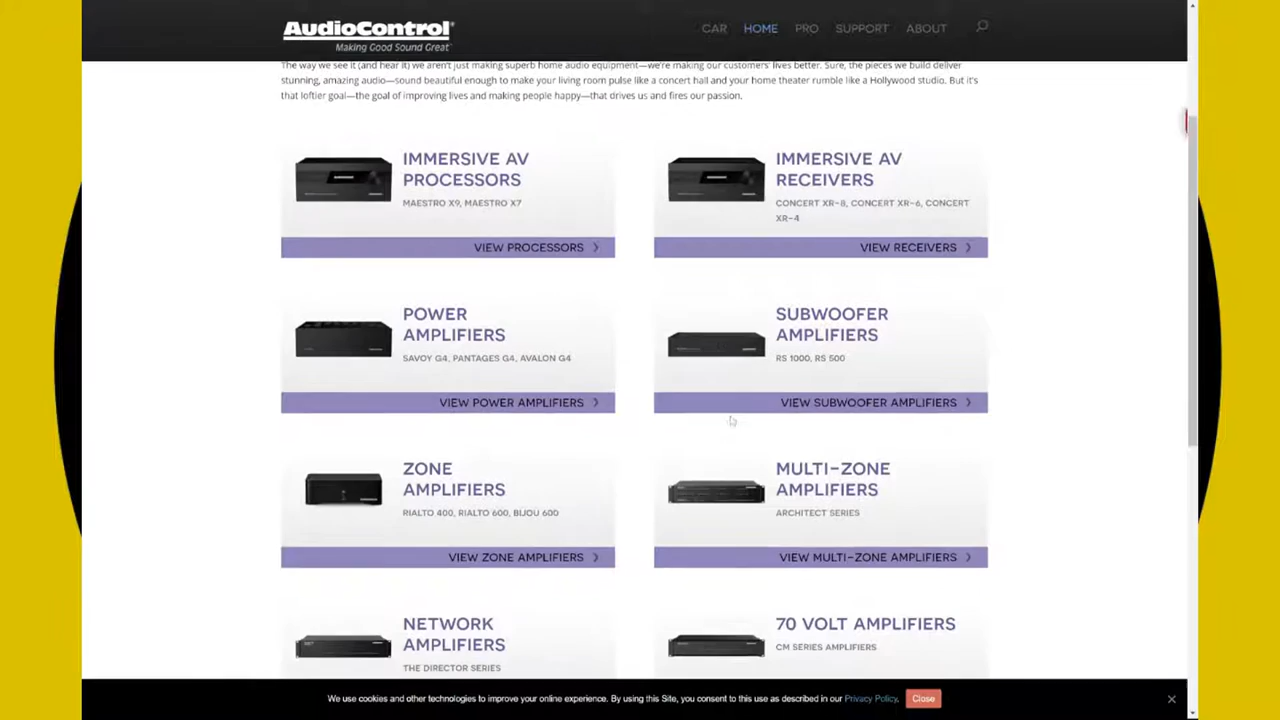 AudioControl®
Making Good Sound Great™
CAR HOME PRO SUPPORT ABOUT
The way we see it (and hear it) we aren't just making superb home audio equipment—we're making our customers' lives better. Sure, the pieces we build deliver
stunning, amazing audio—sound beautiful enough to make your living room pulse like a concert hall and your home theater rumble like a Hollywood studio. But it's
that loftier goal—the goal of improving lives and making people happy—that drives us and fires our passion.
IMMERSIVE AV
PROCESSORS
MAESTRO X9, MAESTRO X7
VIEW PROCESSORS
IMMERSIVE AV
RECEIVERS
CONCERT XR-8, CONCERT XR-6, CONCERT
XR-4
VIEW RECEIVERS
POWER
AMPLIFIERS
SAVOY G4, PANTAGES G4, AVALON G4
VIEW POWER AMPLIFIERS
SUBWOOFER
AMPLIFIERS
RS 1000, RS 500
VIEW SUBWOOFER AMPLIFIERS
ZONE
AMPLIFIERS
RIALTO 400, RIALTO 600, BIJOU 600
VIEW ZONE AMPLIFIERS
MULTI-ZONE
AMPLIFIERS
ARCHITECT SERIES
VIEW MULTI-ZONE AMPLIFIERS
NETWORK
AMPLIFIERS
THE DIRECTOR SERIES
70 VOLT AMPLIFIERS
CM SERIES AMPLIFIERS
We use cookies and other technologies to improve your online experience. By using this Site, you consent to this use as described in our Privacy Policy. Close